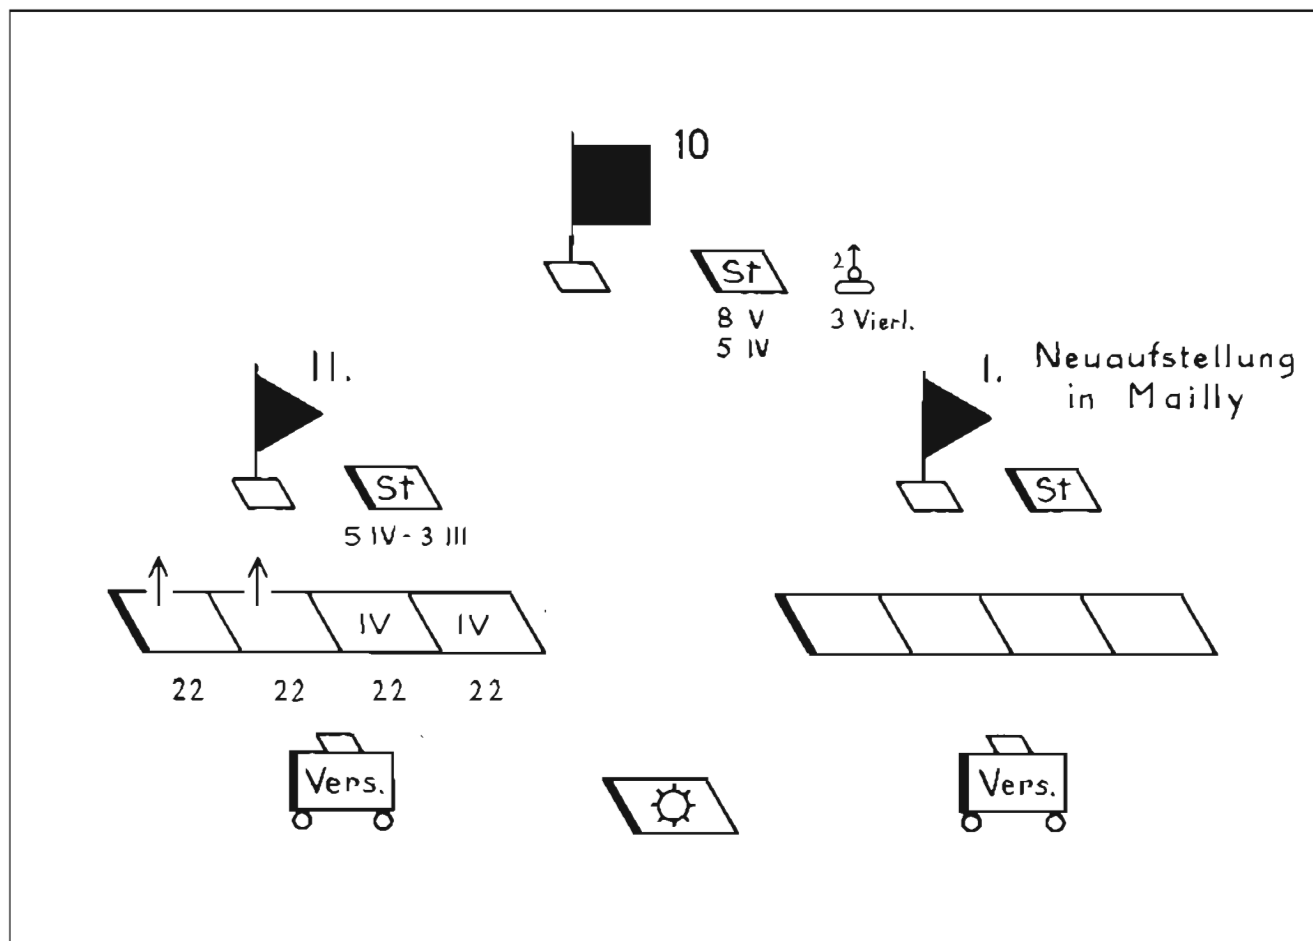 10
St
2
8 V
3 Vierl.
5 IV
II.
I. Neuaufstellung
in Mailly
St
St
5 IV - 3 III
IV IV
22 22 22 22
Vers.
Vers.